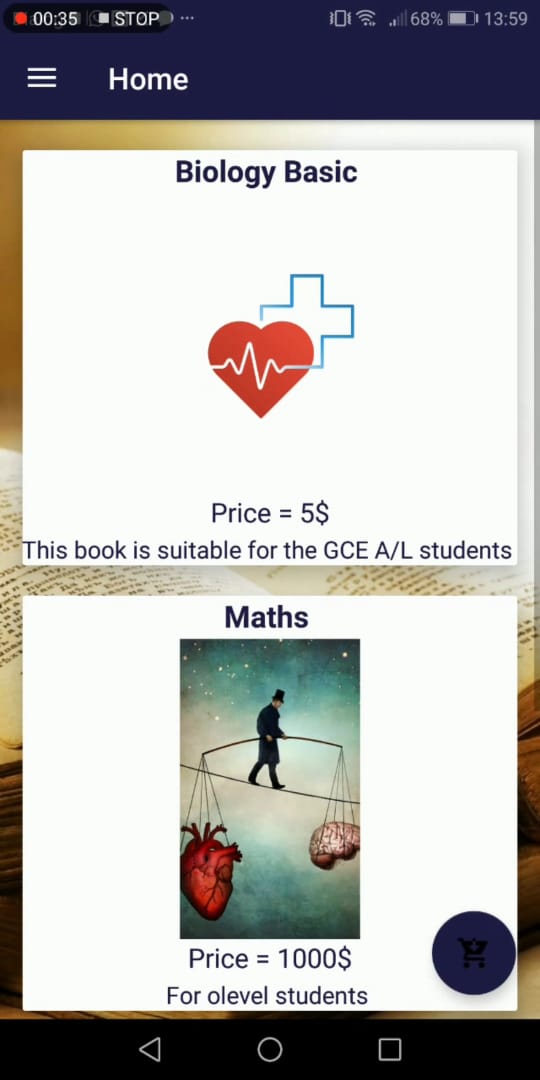 00:35 STOP ... 68% 13:59
Home
Biology Basic
Price = 5$
This book is suitable for the GCE A/L students
Maths
Price = 1000$
For olevel students